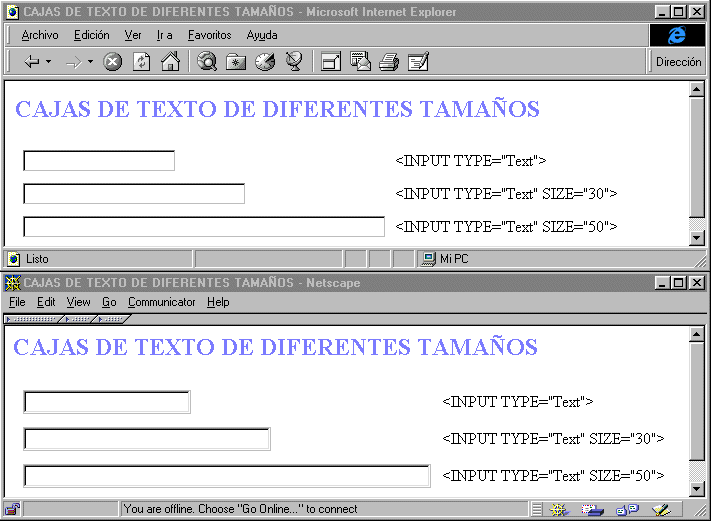 CAJAS DE TEXTO DE DIFERENTES TAMAÑOS - Microsoft Internet Explorer
Archivo Edición Ver Ir a Favoritos Ayuda
Dirección
CAJAS DE TEXTO DE DIFERENTES TAMAÑOS
<INPUT TYPE="Text">
<INPUT TYPE="Text" SIZE="30">
<INPUT TYPE="Text" SIZE="50">
Listo Mi PC
CAJAS DE TEXTO DE DIFERENTES TAMAÑOS - Netscape
File Edit View Go Communicator Help
CAJAS DE TEXTO DE DIFERENTES TAMAÑOS
<INPUT TYPE="Text">
<INPUT TYPE="Text" SIZE="30">
<INPUT TYPE="Text" SIZE="50">
You are offline. Choose "Go Online..." to connect